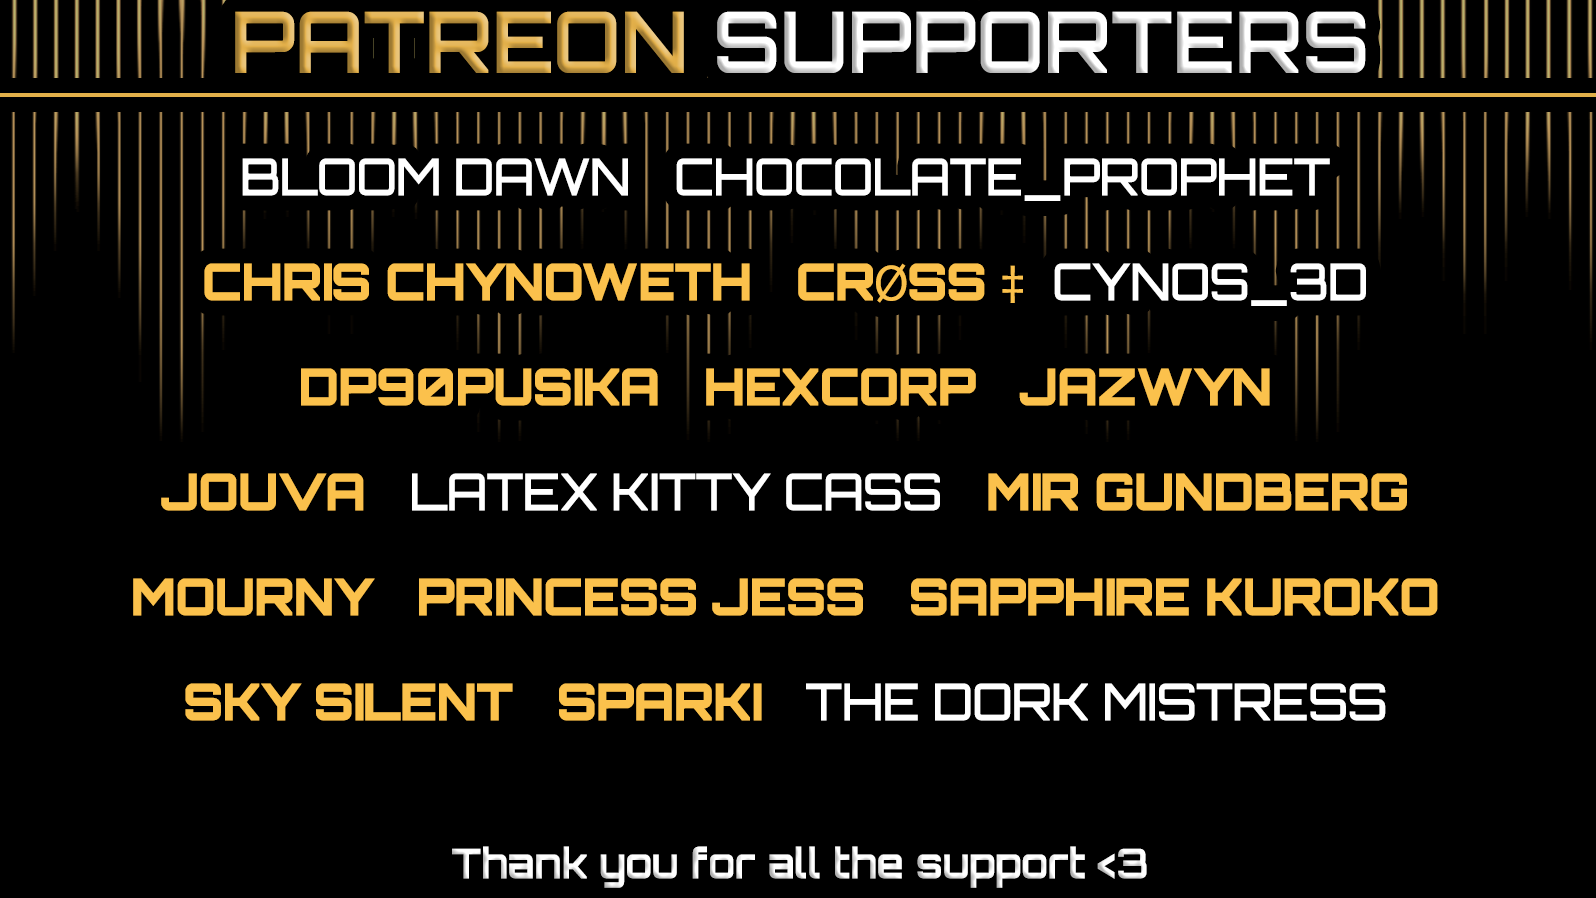 PATREON SUPPORTERS
BLOOM DAWN CHOCOLATE_PROPHET
CHRIS CHYNOWETH CRØSS ‡ CYNOS_3D
DP90PUSIKA HEXCORP JAZWYN
JOUVA LATEX KITTY CASS MIR GUNDBERG
MOURNY PRINCESS JESS SAPPHIRE KUROKO
SKY SILENT SPARKI THE DORK MISTRESS
Thank you for all the support <3